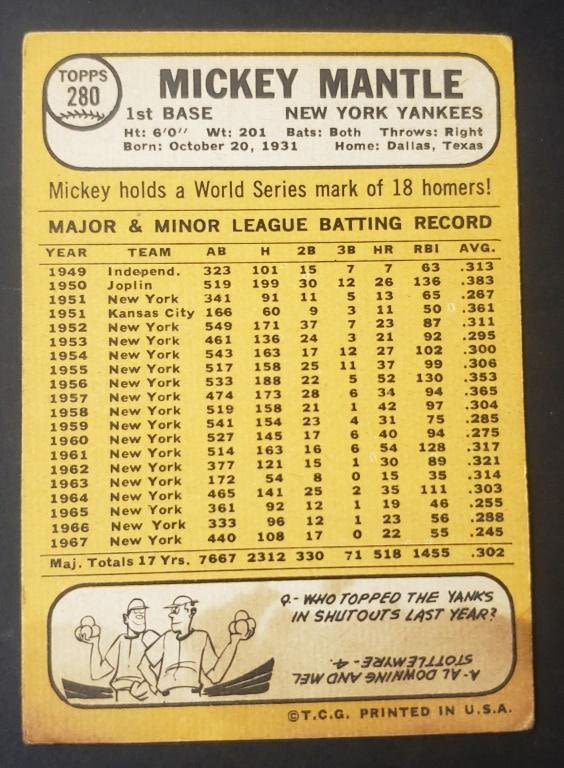 TOPPS
280
MICKEY MANTLE
1st BASE NEW YORK YANKEES
Ht: 6'0" Wt: 201 Bats: Both Throws: Right
Born: October 20, 1931 Home: Dallas, Texas
Mickey holds a World Series mark of 18 homers!
MAJOR & MINOR LEAGUE BATTING RECORD
YEAR TEAM AB H 2B 3B HR RBI AVG.
1949 Independ. 323 101 15 7 7 63 .313
1950 Joplin 519 199 30 12 26 136 .383
1951 New York 341 91 11 5 13 65 .267
1951 Kansas City 166 60 9 3 11 50 .361
1952 New York 549 171 37 7 23 87 .311
1953 New York 461 136 24 3 21 92 .295
1954 New York 543 163 17 12 27 102 .300
1955 New York 517 158 25 11 37 99 .306
1956 New York 533 188 22 5 52 130 .353
1957 New York 474 173 28 6 34 94 .365
1958 New York 519 158 21 1 42 97 .304
1959 New York 541 154 23 4 31 75 .285
1960 New York 527 145 17 6 40 94 .275
1961 New York 514 163 16 6 54 128 .317
1962 New York 377 121 15 1 30 89 .321
1963 New York 172 54 8 0 15 35 .314
1964 New York 465 141 25 2 35 111 .303
1965 New York 361 92 12 1 19 46 .255
1966 New York 333 96 12 1 23 56 .288
1967 New York 440 108 17 0 22 55 .245
Maj. Totals 17 Yrs. 7667 2312 330 71 518 1455 .302
Q- WHO TOPPED THE YANKS
IN SHUTOUTS LAST YEAR?
A- AL DOWNING AND MEL
STOTTLEMYRE - 4.
©T.C.G. PRINTED IN U.S.A.